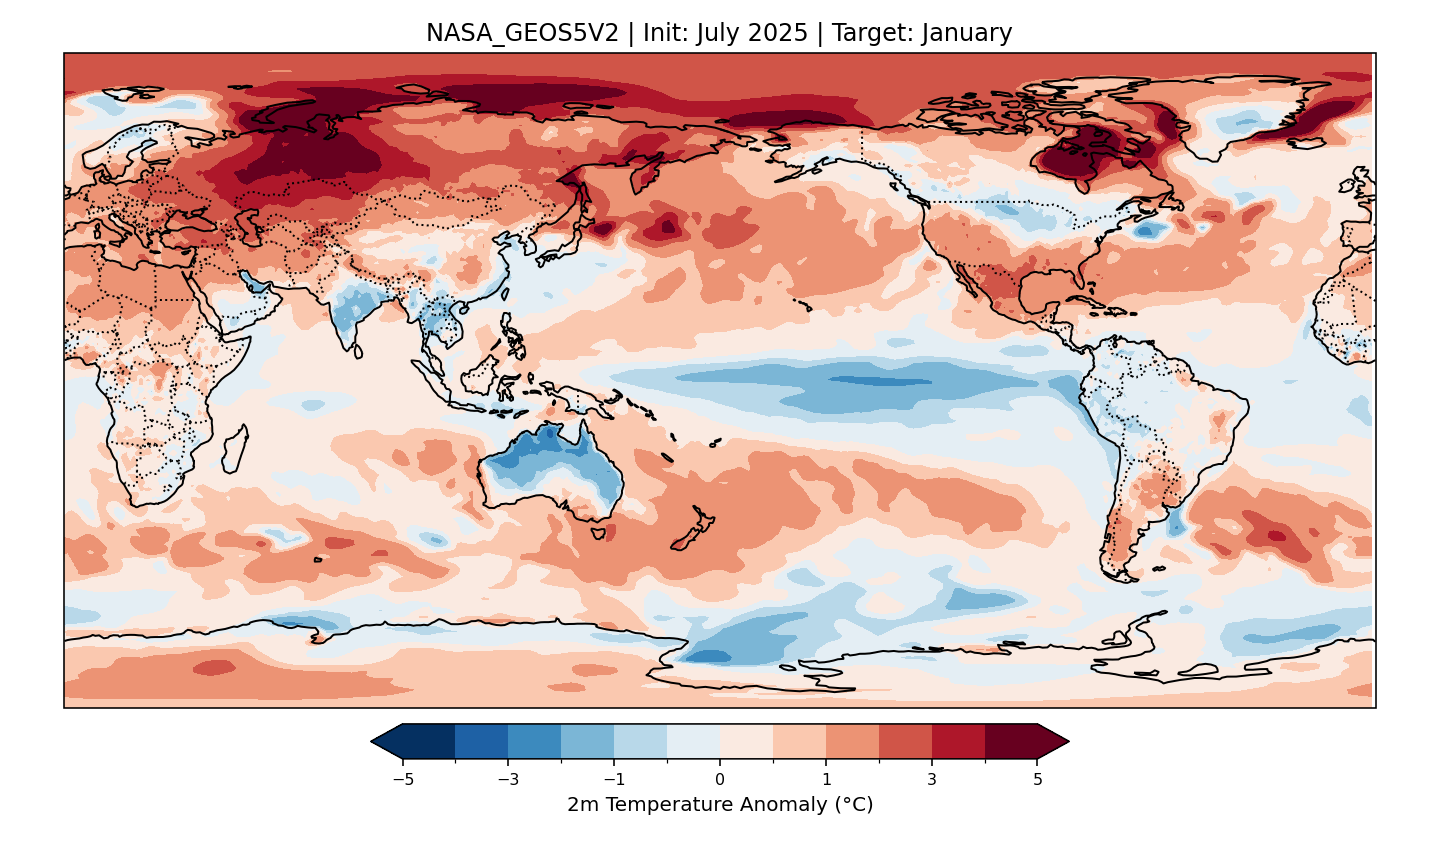 NASA_GEOS5V2 | Init: July 2025 | Target: January
−5 −3 −1 0 1 3 5
2m Temperature Anomaly (°C)